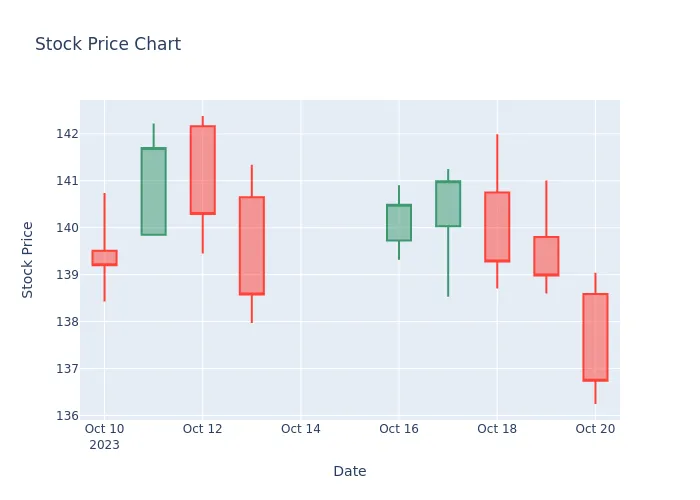 Stock Price Chart
142
141
140
139
138
137
136
Stock Price
Oct 10
2023
Oct 12
Oct 14
Oct 16
Oct 18
Oct 20
Date